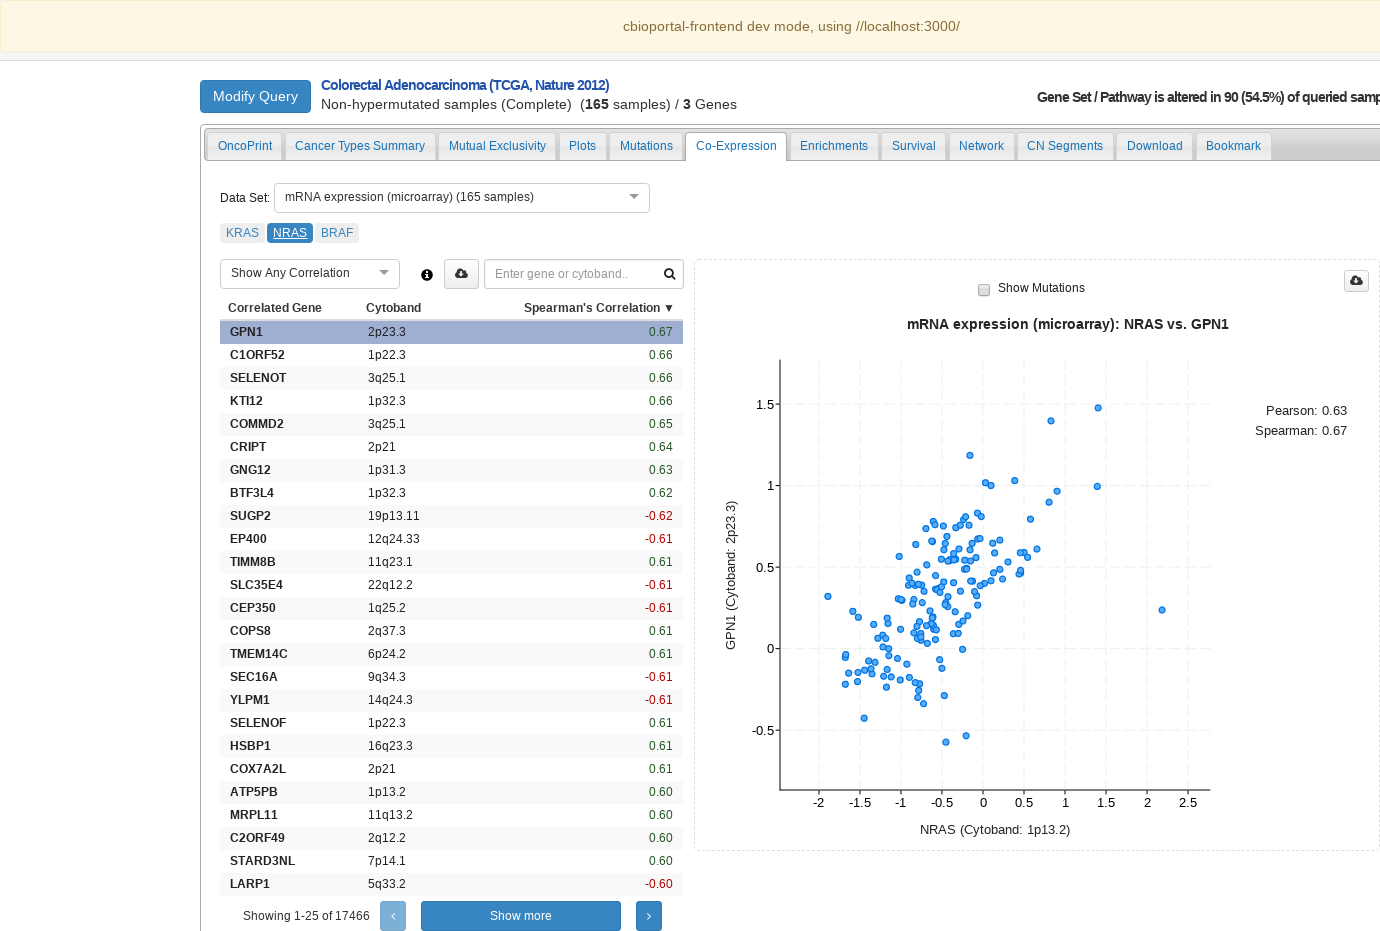 cbioportal-frontend dev mode, using //localhost:3000/
Modify Query
Colorectal Adenocarcinoma (TCGA, Nature 2012)
Non-hypermutated samples (Complete) (165 samples) / 3 Genes
Gene Set / Pathway is altered in 90 (54.5%) of queried samp
OncoPrint Cancer Types Summary Mutual Exclusivity Plots Mutations Co-Expression Enrichments Survival Network CN Segments Download Bookmark
Data Set: mRNA expression (microarray) (165 samples)
KRAS NRAS BRAF
Show Any Correlation Enter gene or cytoband..
Correlated Gene Cytoband Spearman's Correlation ▼
GPN1 2p23.3 0.67
C1ORF52 1p22.3 0.66
SELENOT 3q25.1 0.66
KTI12 1p32.3 0.66
COMMD2 3q25.1 0.65
CRIPT 2p21 0.64
GNG12 1p31.3 0.63
BTF3L4 1p32.3 0.62
SUGP2 19p13.11 -0.62
EP400 12q24.33 -0.61
TIMM8B 11q23.1 0.61
SLC35E4 22q12.2 -0.61
CEP350 1q25.2 -0.61
COPS8 2q37.3 0.61
TMEM14C 6p24.2 0.61
SEC16A 9q34.3 -0.61
YLPM1 14q24.3 -0.61
SELENOF 1p22.3 0.61
HSBP1 16q23.3 0.61
COX7A2L 2p21 0.61
ATP5PB 1p13.2 0.60
MRPL11 11q13.2 0.60
C2ORF49 2q12.2 0.60
STARD3NL 7p14.1 0.60
LARP1 5q33.2 -0.60
Showing 1-25 of 17466 Show more
Show Mutations
mRNA expression (microarray): NRAS vs. GPN1
Pearson: 0.63
Spearman: 0.67
GPN1 (Cytoband: 2p23.3)
1.5
1
0.5
0
-0.5
-2 -1.5 -1 -0.5 0 0.5 1 1.5 2 2.5
NRAS (Cytoband: 1p13.2)